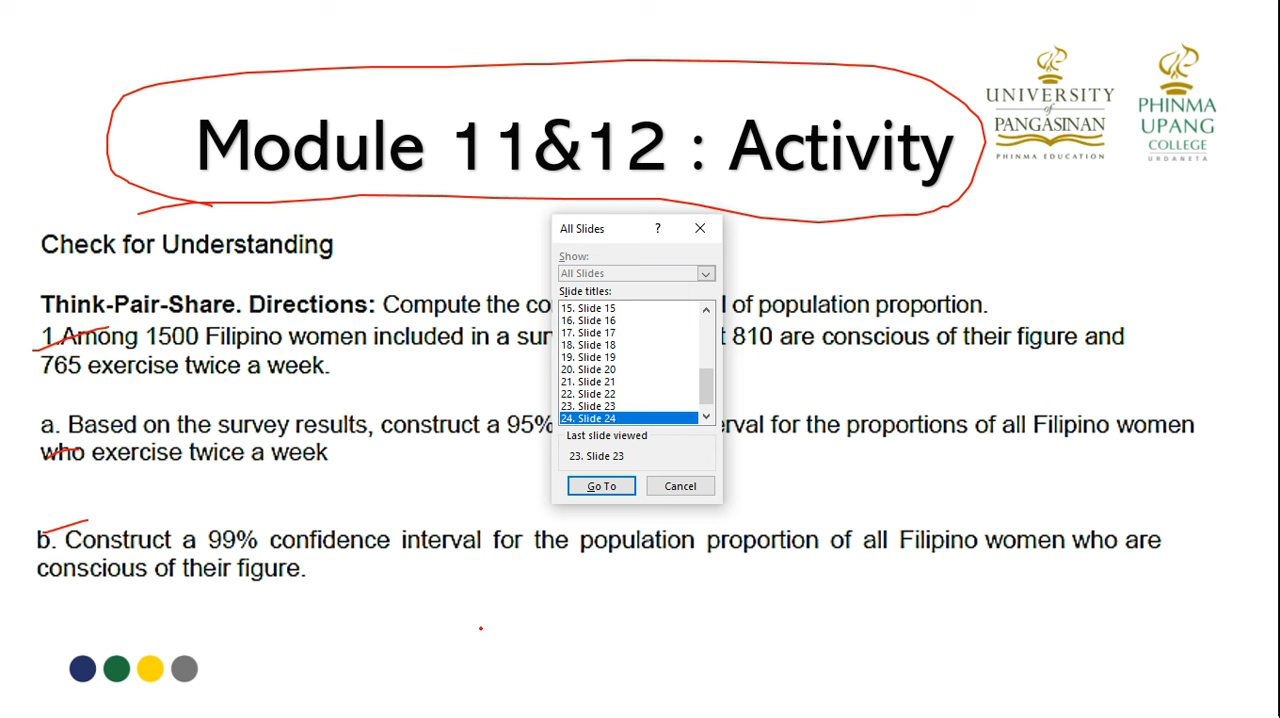 Module 11&12 : Activity
UNIVERSITY
of
PANGASINAN
PHINMA EDUCATION
PHINMA
UPANG
COLLEGE
URDANETA
Check for Understanding
Think-Pair-Share. Directions: Compute the co
l of population proportion.
1.Among 1500 Filipino women included in a sur
t 810 are conscious of their figure and
765 exercise twice a week.
a. Based on the survey results, construct a 95%
rval for the proportions of all Filipino women
who exercise twice a week
b. Construct a 99% confidence interval for the population proportion of all Filipino women who are
conscious of their figure.
All Slides
?
Show:
All Slides
Slide titles:
15. Slide 15
16. Slide 16
17. Slide 17
18. Slide 18
19. Slide 19
20. Slide 20
21. Slide 21
22. Slide 22
23. Slide 23
24. Slide 24
Last slide viewed
23. Slide 23
Go To
Cancel